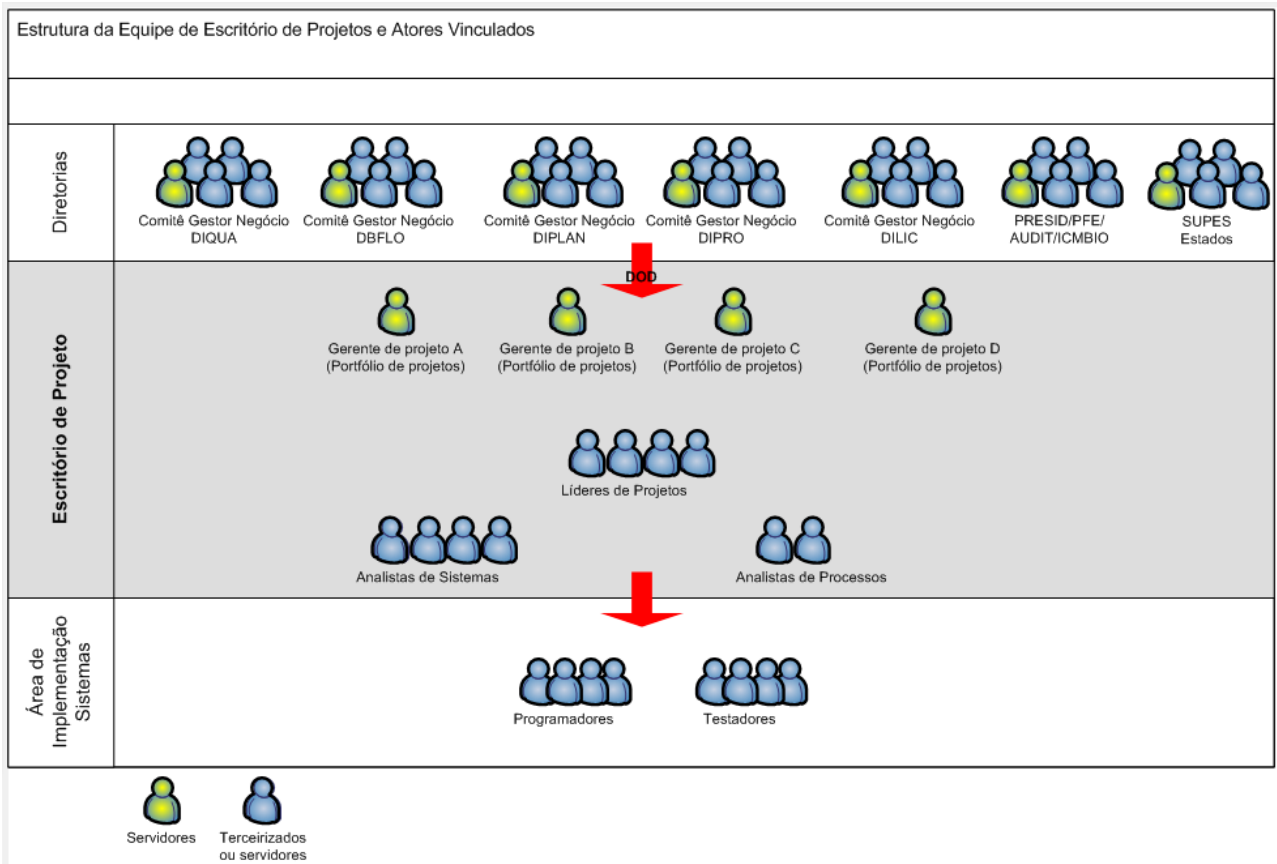 Estrutura da Equipe de Escritório de Projetos e Atores Vinculados
Diretorias
Comitê Gestor Negócio
DIQUA
Comitê Gestor Negócio
DBFLO
Comitê Gestor Negócio
DIPLAN
Comitê Gestor Negócio
DIPRO
Comitê Gestor Negócio
DILIC
PRESID/PFE/
AUDIT/ICMBIO
SUPES
Estados
DOD
Escritório de Projeto
Gerente de projeto A
(Portfólio de projetos)
Gerente de projeto B
(Portfólio de projetos)
Gerente de projeto C
(Portfólio de projetos)
Gerente de projeto D
(Portfólio de projetos)
Líderes de Projetos
Analistas de Sistemas
Analistas de Processos
Área de
Implementação
Sistemas
Programadores
Testadores
Servidores
Terceirizados
ou servidores